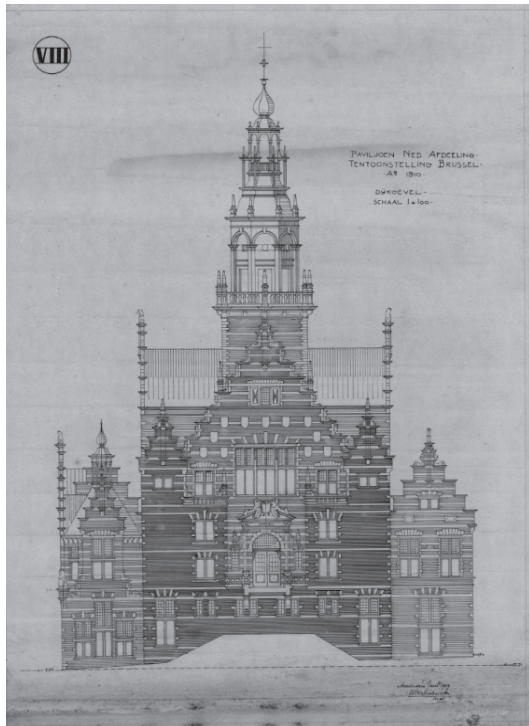 VIII
PAVILJOEN NED AFDEELING.
TENTOONSTELLING BRUSSEL.
Aº 1910.
DIJKGEVEL.
SCHAAL 1 à 100.